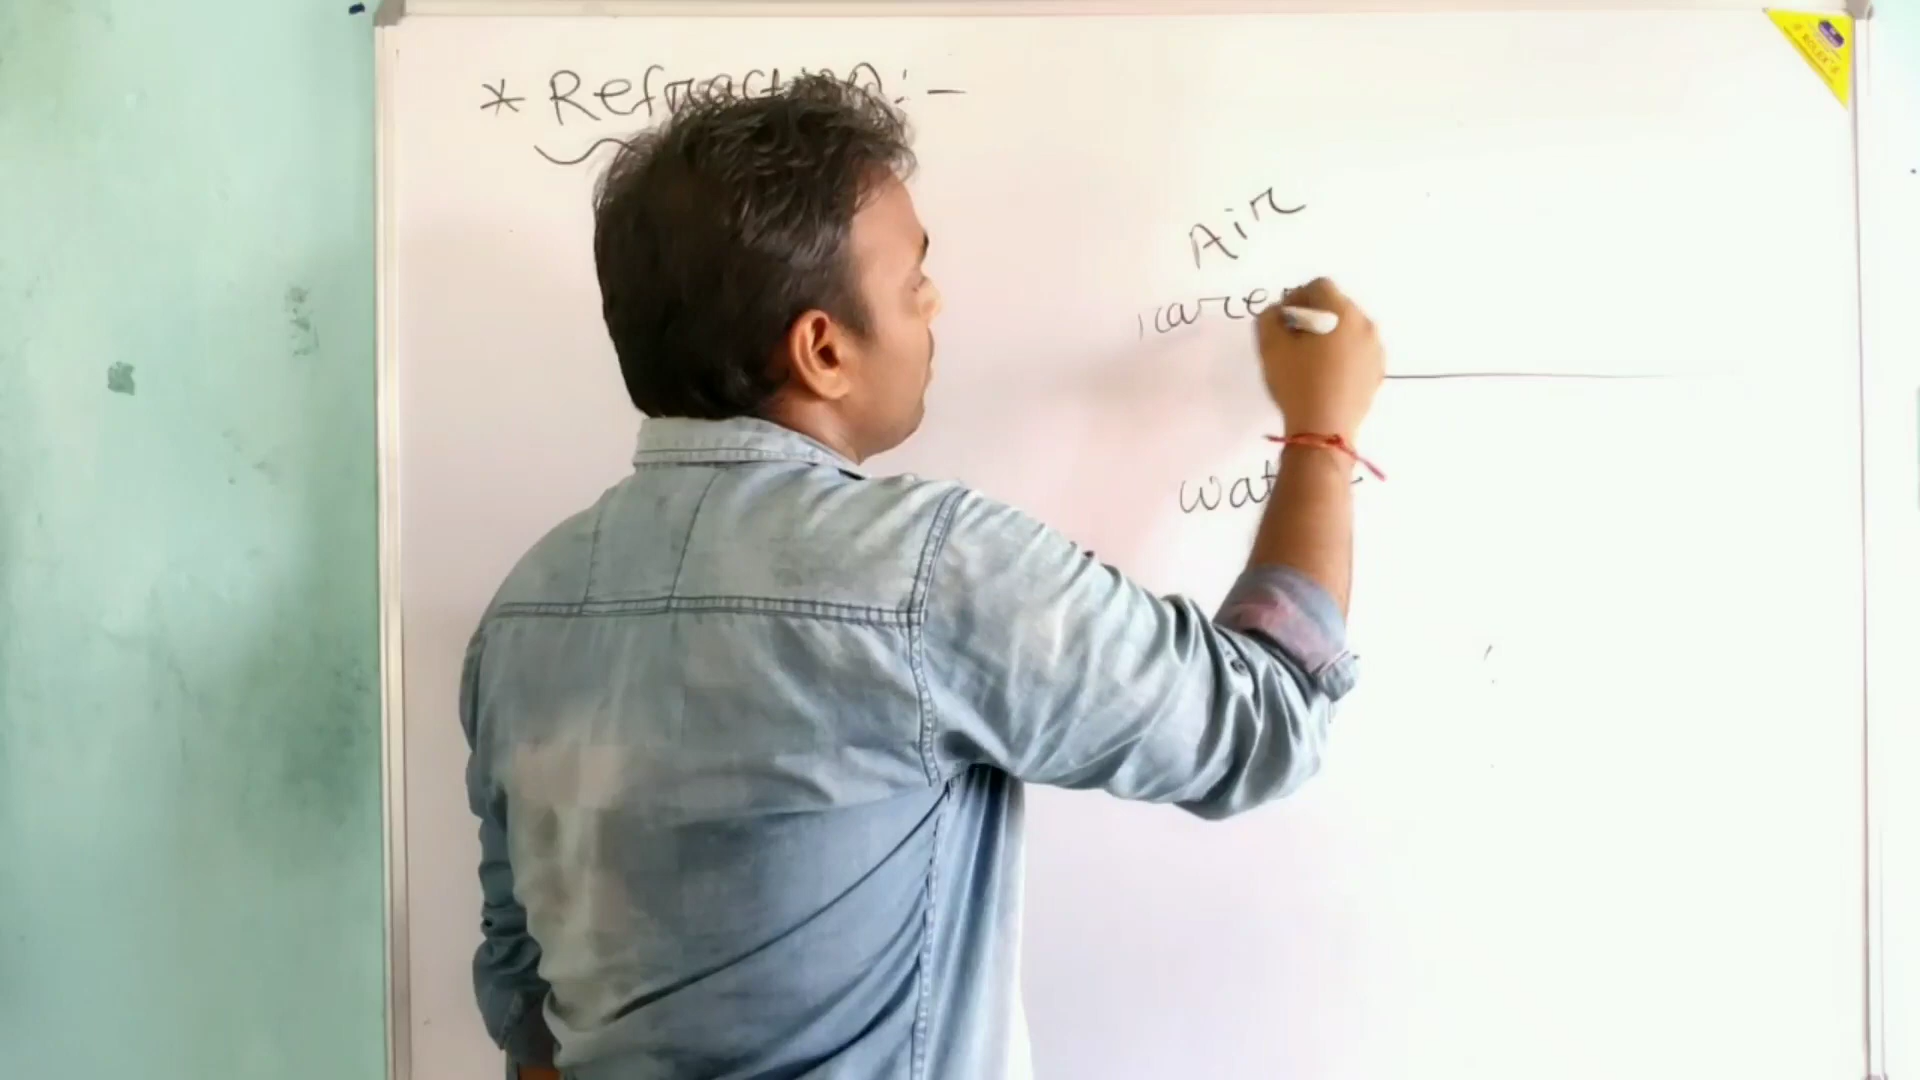 * Refraction:-
Air
(rarer
water